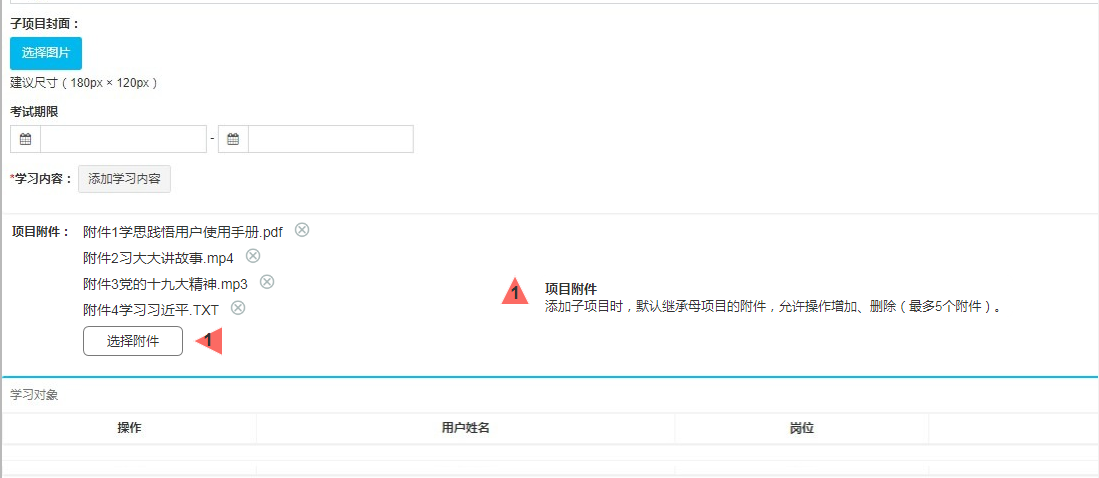 子项目封面：
选择图片
建议尺寸（180px × 120px）
考试期限
-
*学习内容： 添加学习内容
项目附件： 附件1学思践悟用户使用手册.pdf
附件2习大大讲故事.mp4
附件3党的十九大精神.mp3
附件4学习习近平.TXT
选择附件 1
1 项目附件
添加子项目时，默认继承母项目的附件，允许操作增加、删除（最多5个附件）。
学习对象
操作 用户姓名 岗位